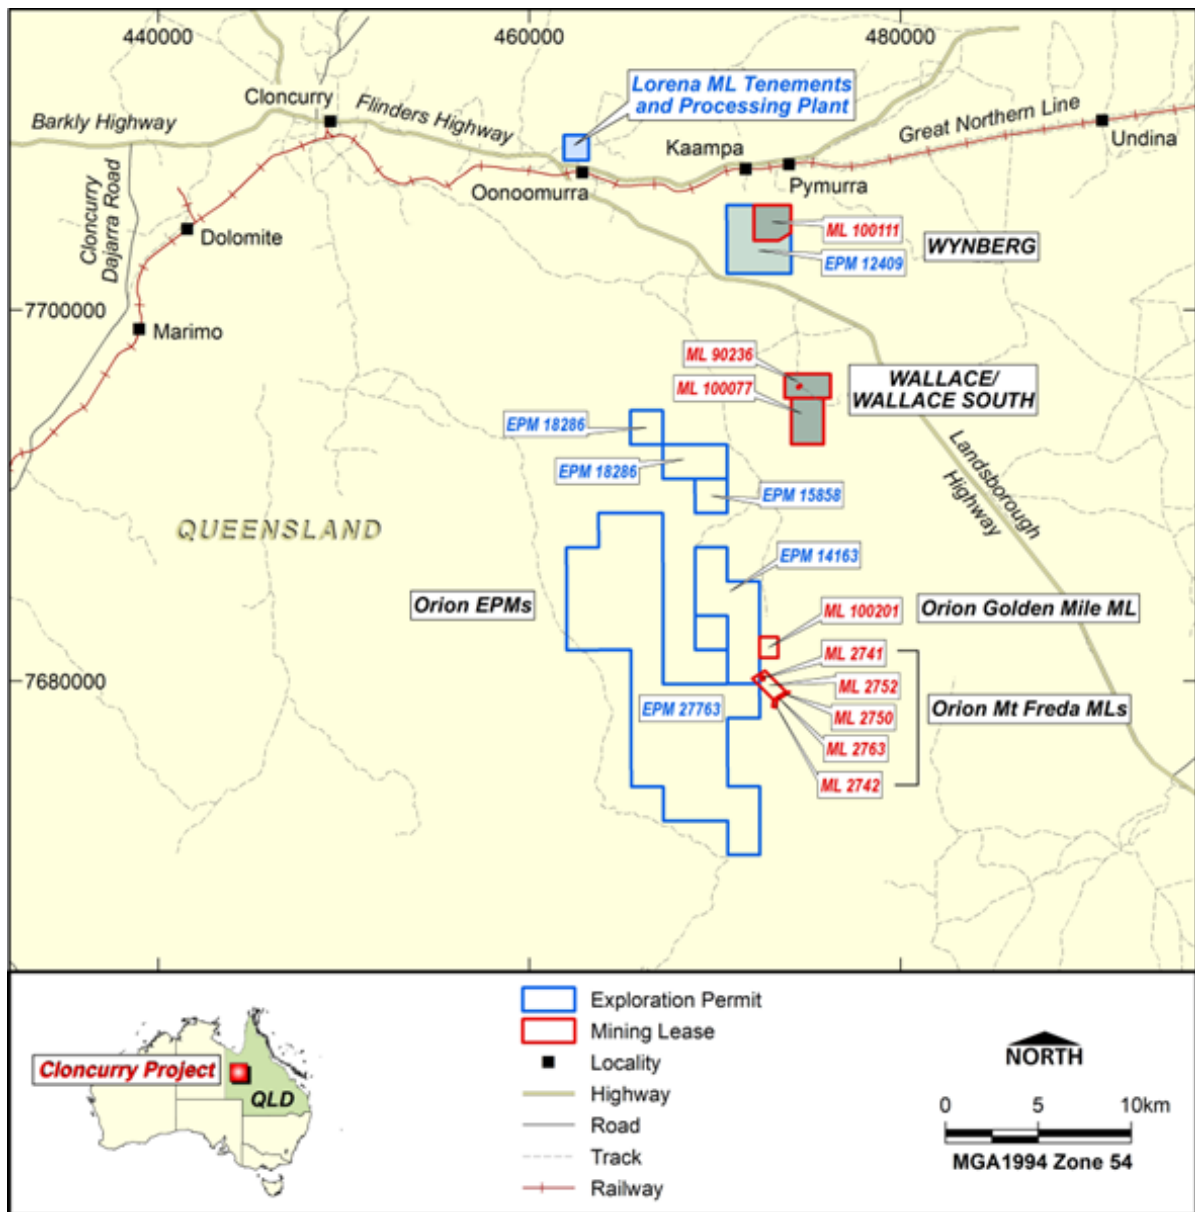 440000
460000
480000
Lorena ML Tenements
and Processing Plant
Cloncurry
Flinders Highway
Barkly Highway
Great Northern Line
Undina
Kaampa
Pymurra
Oonoomurra
Cloncurry
Dajarra Road
Dolomite
ML 100111
WYNBERG
EPM 12409
7700000
Marimo
ML 90236
ML 100077
WALLACE/
WALLACE SOUTH
EPM 18286
EPM 18286
EPM 15858
Landsborough
Highway
QUEENSLAND
EPM 14163
Orion EPMs
ML 100201
Orion Golden Mile ML
ML 2741
7680000
ML 2752
EPM 27763
ML 2750
Orion Mt Freda MLs
ML 2763
ML 2742
Exploration Permit
Mining Lease
Locality
Highway
Road
Track
Railway
Cloncurry Project
QLD
NORTH
0 5 10km
MGA1994 Zone 54